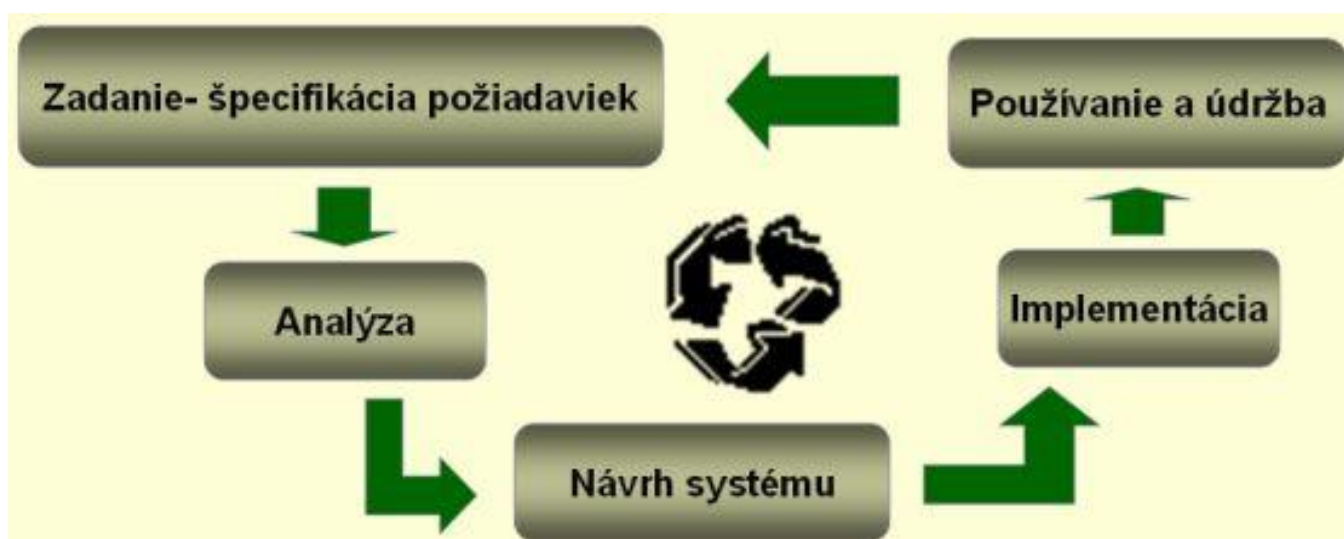 Zadanie- špecifikácia požiadaviek
Používanie a údržba
Analýza
Implementácia
Návrh systému